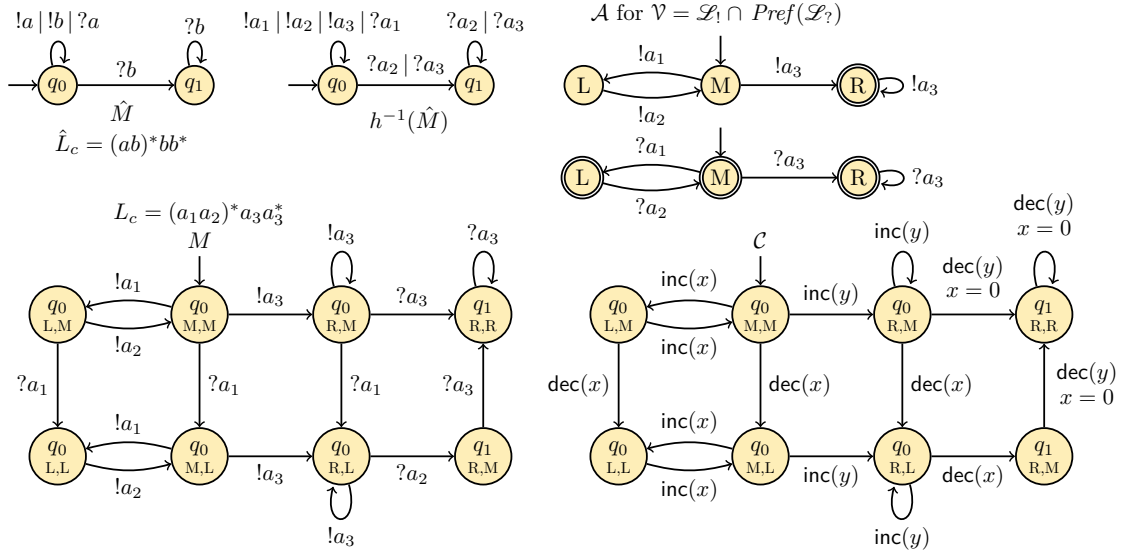 !a | !b | ?a
?b
?b
q0
q1
M̂
L̂c = (ab)*bb*
!a1 | !a2 | !a3 | ?a1
?a2 | ?a3
?a2 | ?a3
q0
q1
h−1(M̂)
𝒜 for 𝒱 = ℒ! ∩ Pref(ℒ?)
!a1
!a3
L
M
R
!a3
!a2
?a1
?a3
L
M
R
?a3
?a2
Lc = (a1a2)*a3a3*
M
!a3
?a3
!a1
!a3
?a3
q0
L,M
q0
M,M
q0
R,M
q1
R,R
!a2
?a1
?a1
?a1
?a3
!a1
q0
L,L
q0
M,L
q0
R,L
q1
R,M
!a2
!a3
?a2
!a3
𝒞
inc(y)
dec(y)
x = 0
inc(x)
inc(y)
dec(y)
x = 0
q0
L,M
q0
M,M
q0
R,M
q1
R,R
inc(x)
dec(x)
dec(x)
dec(x)
dec(y)
x = 0
inc(x)
q0
L,L
q0
M,L
q0
R,L
q1
R,M
inc(x)
inc(y)
dec(x)
inc(y)